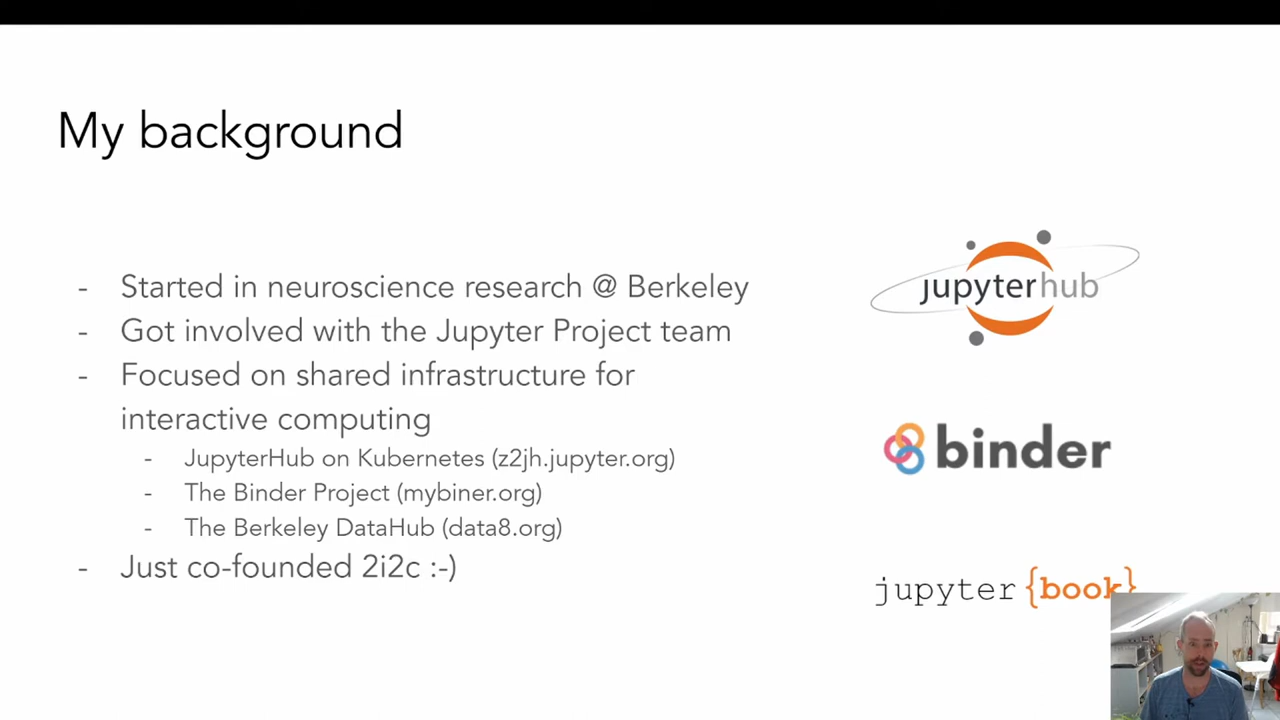 My background
- Started in neuroscience research @ Berkeley
- Got involved with the Jupyter Project team
- Focused on shared infrastructure for
interactive computing
- JupyterHub on Kubernetes (z2jh.jupyter.org)
- The Binder Project (mybiner.org)
- The Berkeley DataHub (data8.org)
- Just co-founded 2i2c :-)
jupyterhub
binder
jupyter {book}